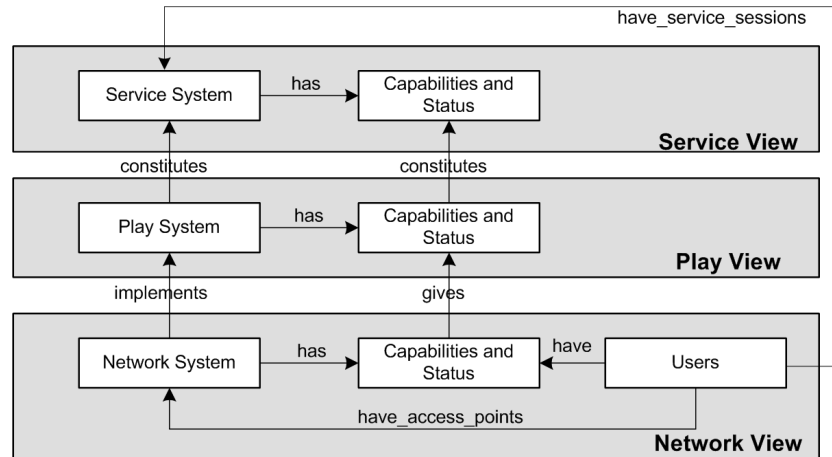 have_service_sessions
Service System
has
Capabilities and
Status
Service View
constitutes
constitutes
Play System
has
Capabilities and
Status
Play View
implements
gives
Network System
has
Capabilities and
Status
have
Users
have_access_points
Network View